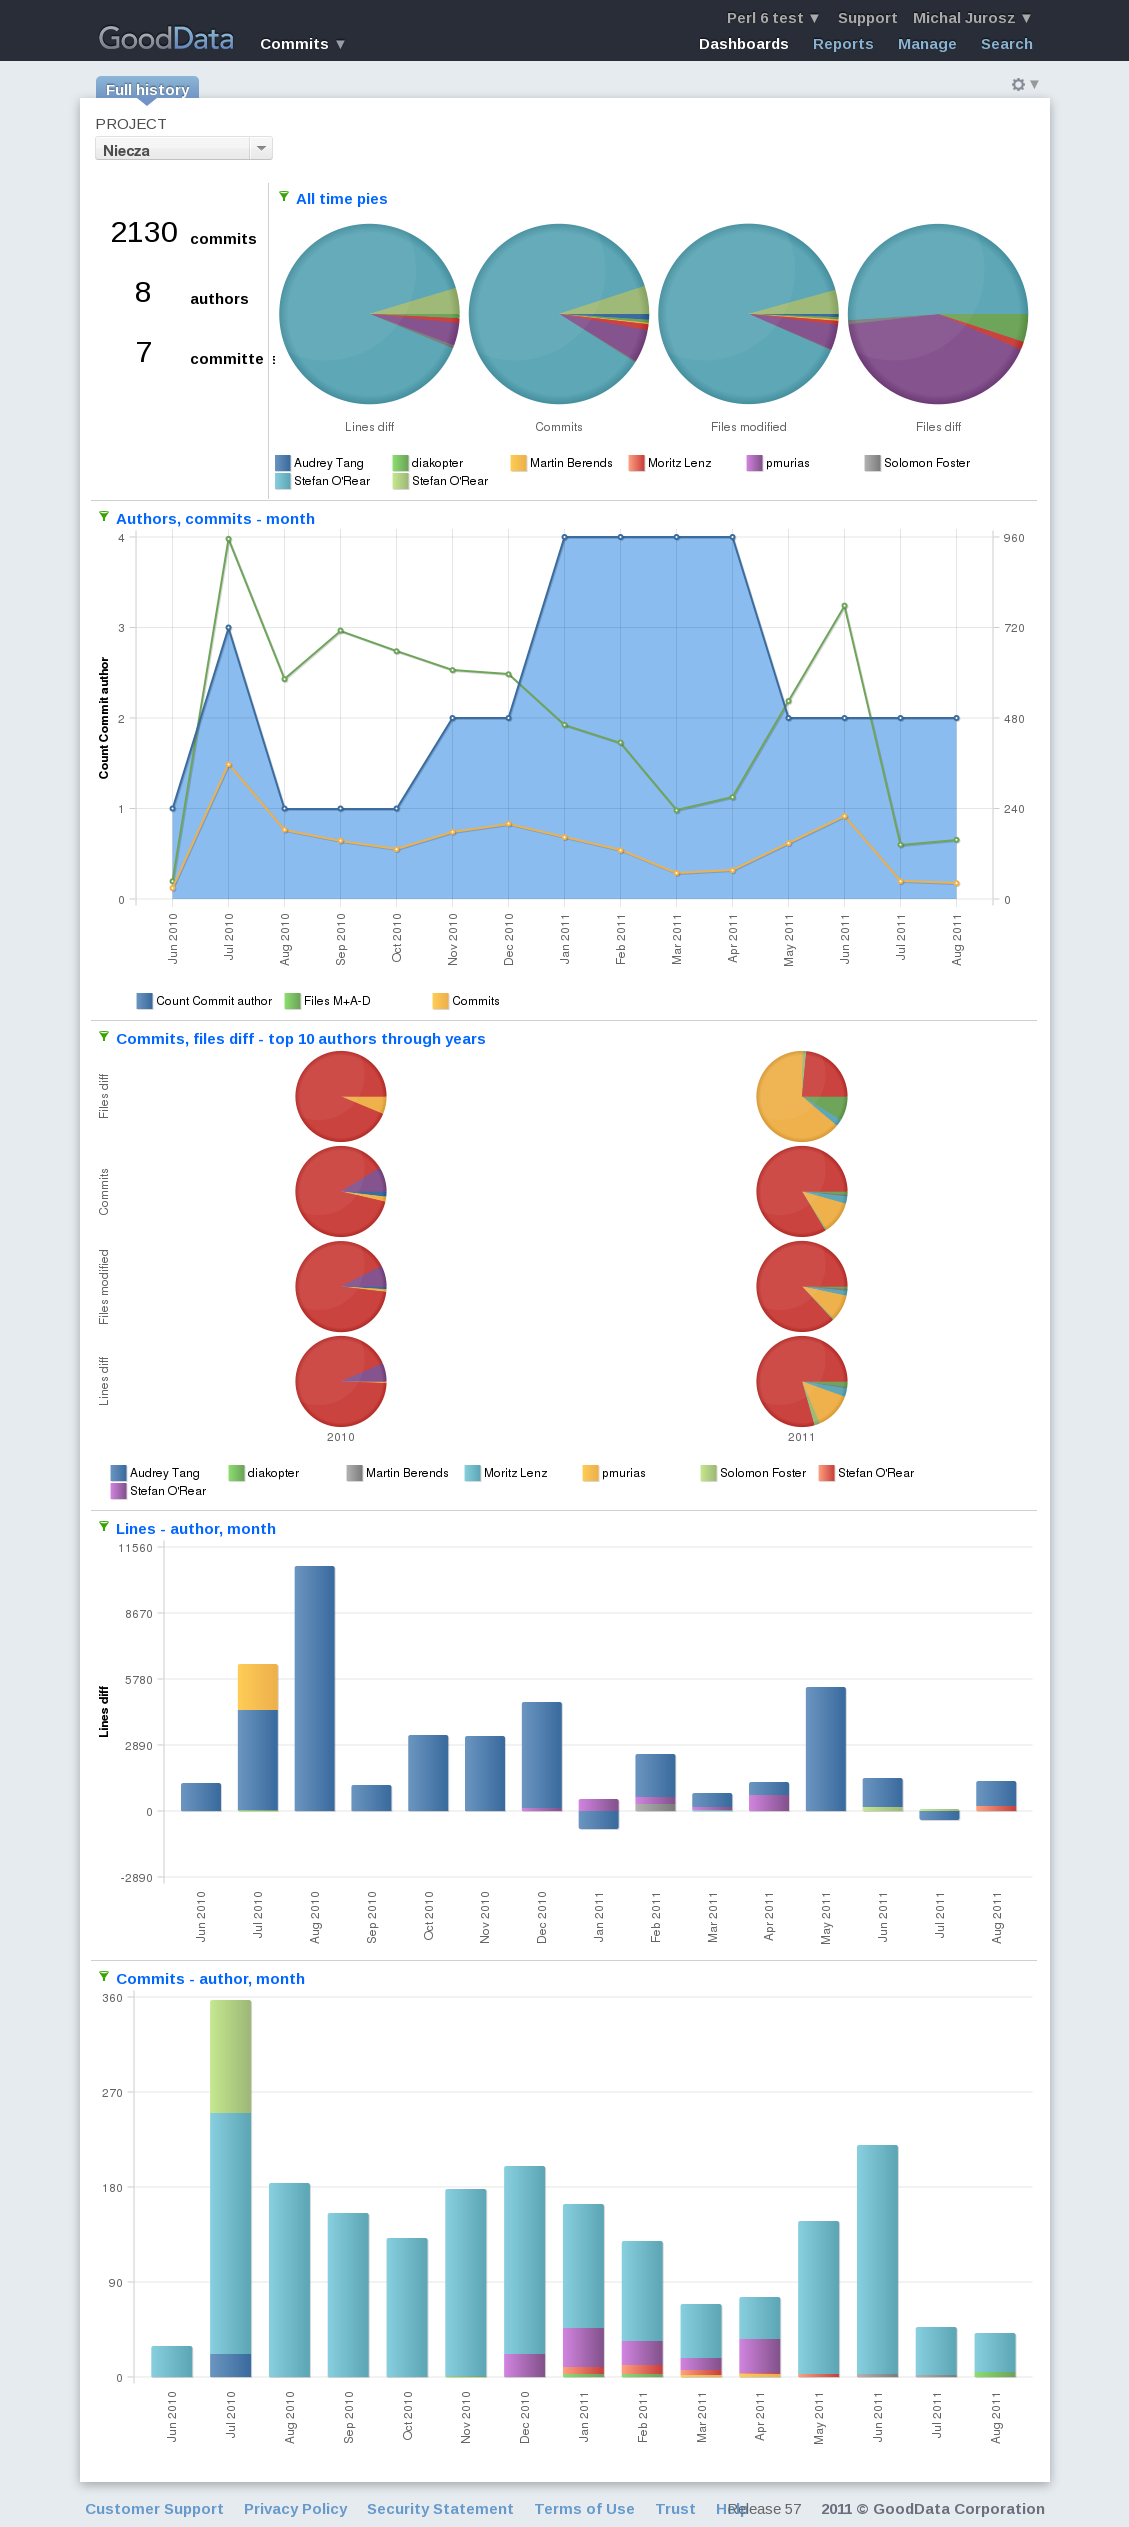 Perl 6 test ▼ Support Michal Jurosz ▼
GoodData Commits ▼ Dashboards Reports Manage Search
Full history
PROJECT
Niecza
2130 commits
8 authors
7 committe
All time pies
Lines diff Commits Files modified Files diff
Audrey Tang diakopter Martin Berends Moritz Lenz pmurias Solomon Foster
Stefan O'Rear Stefan O'Rear
Authors, commits - month
4 960
3 720
2 480
1 240
0 0
Count Commit author
Jun 2010 Jul 2010 Aug 2010 Sep 2010 Oct 2010 Nov 2010 Dec 2010 Jan 2011 Feb 2011 Mar 2011 Apr 2011 May 2011 Jun 2011 Jul 2011 Aug 2011
Count Commit author Files M+A-D Commits
Commits, files diff - top 10 authors through years
Files diff
Commits
Files modified
Lines diff
2010 2011
Audrey Tang diakopter Martin Berends Moritz Lenz pmurias Solomon Foster Stefan O'Rear
Stefan O'Rear
Lines - author, month
11560
8670
5780
2890
0
-2890
Lines diff
Jun 2010 Jul 2010 Aug 2010 Sep 2010 Oct 2010 Nov 2010 Dec 2010 Jan 2011 Feb 2011 Mar 2011 Apr 2011 May 2011 Jun 2011 Jul 2011 Aug 2011
Commits - author, month
360
270
180
90
0
Jun 2010 Jul 2010 Aug 2010 Sep 2010 Oct 2010 Nov 2010 Dec 2010 Jan 2011 Feb 2011 Mar 2011 Apr 2011 May 2011 Jun 2011 Jul 2011 Aug 2011
Customer Support Privacy Policy Security Statement Terms of Use Trust Help Release 57 2011 © GoodData Corporation